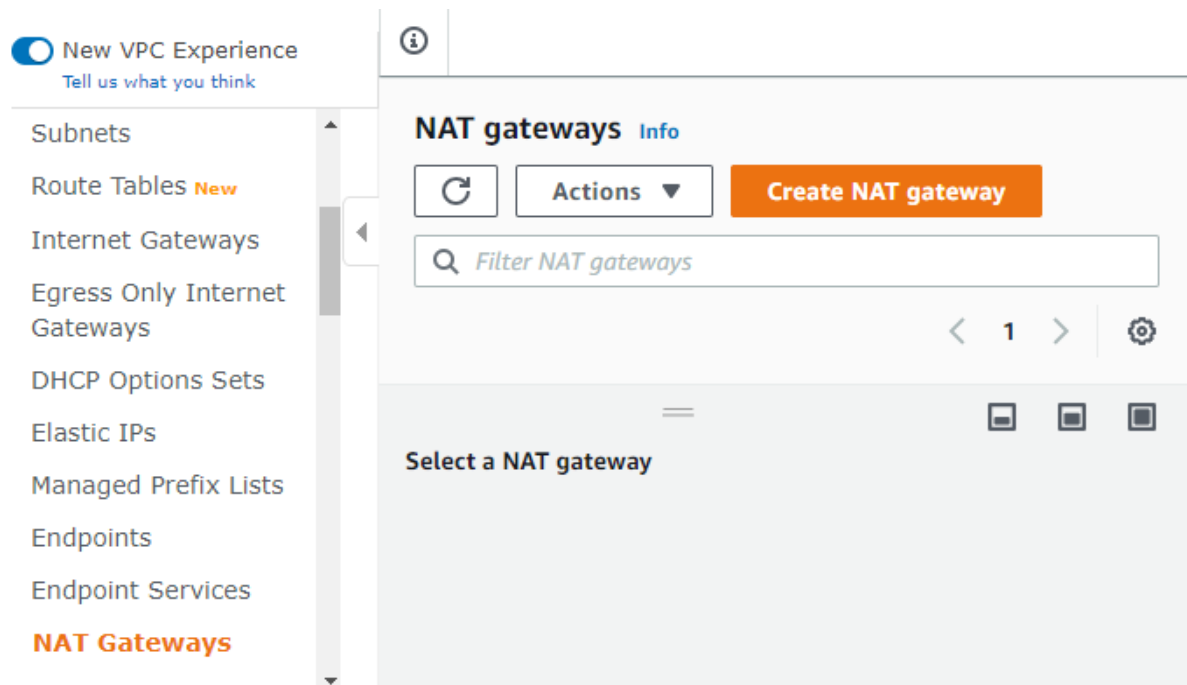 New VPC Experience
Tell us what you think
Subnets
Route Tables New
Internet Gateways
Egress Only Internet
Gateways
DHCP Options Sets
Elastic IPs
Managed Prefix Lists
Endpoints
Endpoint Services
NAT Gateways
NAT gateways Info
Actions
Create NAT gateway
Filter NAT gateways
1
Select a NAT gateway